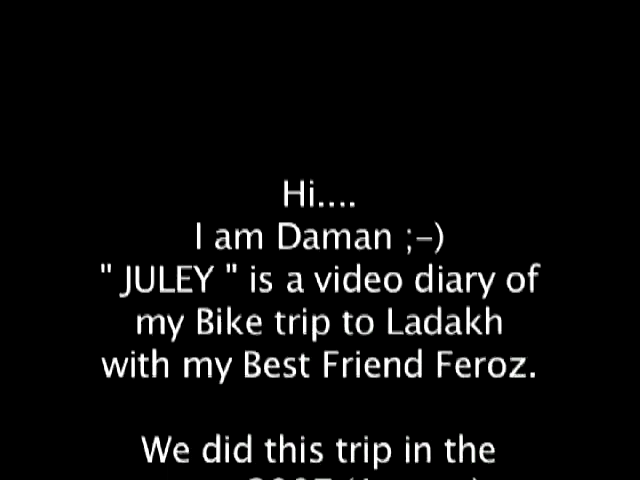 Hi....
I am Daman ;-)
" JULEY " is a video diary of
my Bike trip to Ladakh
with my Best Friend Feroz.
We did this trip in the